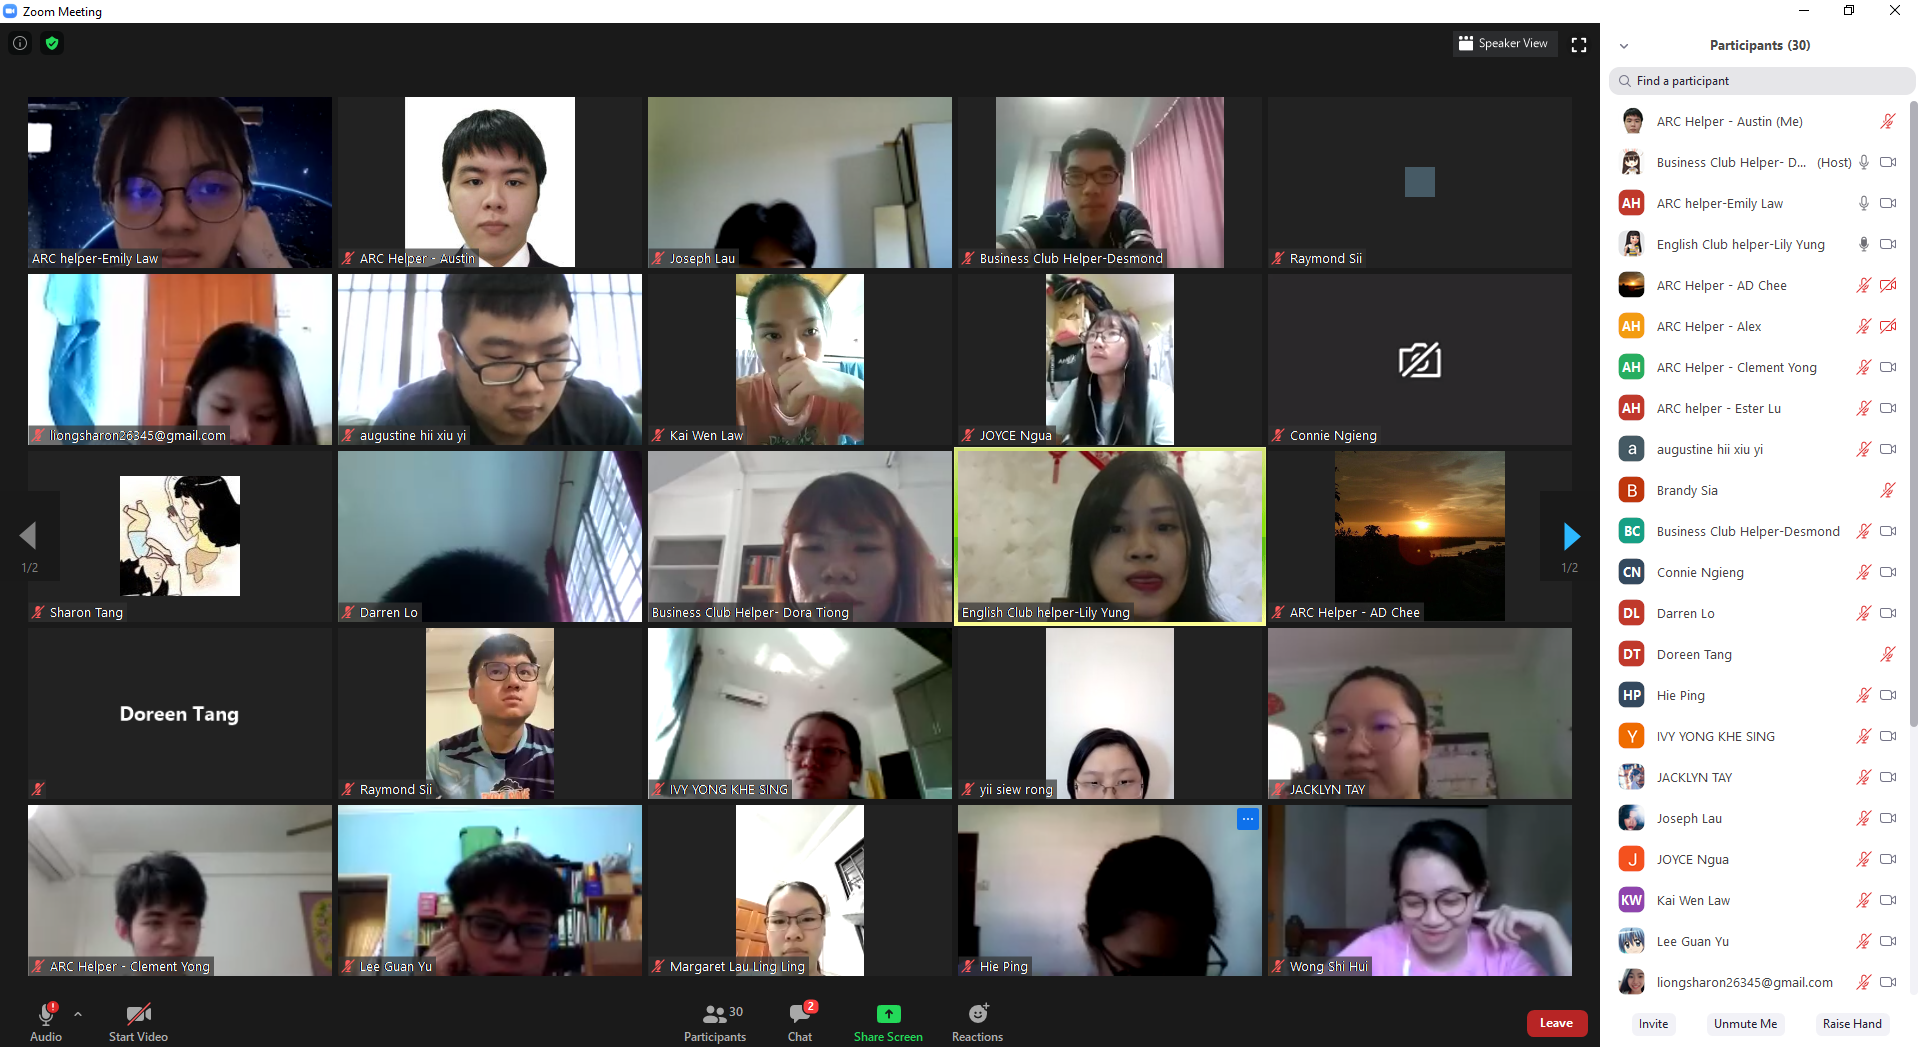 Zoom Meeting
Speaker View
ARC helper-Emily Law
ARC Helper - Austin
Joseph Lau
Business Club Helper-Desmond
Raymond Sii
liongsharon26345@gmail.com
augustine hii xiu yi
Kai Wen Law
JOYCE Ngua
Connie Ngieng
1/2
1/2
Sharon Tang
Darren Lo
Business Club Helper- Dora Tiong
English Club helper-Lily Yung
ARC Helper - AD Chee
Doreen Tang
Raymond Sii
IVY YONG KHE SING
yii siew rong
JACKLYN TAY
ARC Helper - Clement Yong
Lee Guan Yu
Margaret Lau Ling Ling
Hie Ping
Wong Shi Hui
Audio
Start Video
30
Participants
2
Chat
Share Screen
Reactions
Leave
Participants (30)
Find a participant
ARC Helper - Austin (Me)
Business Club Helper- D... (Host)
AH ARC helper-Emily Law
English Club helper-Lily Yung
ARC Helper - AD Chee
AH ARC Helper - Alex
AH ARC Helper - Clement Yong
AH ARC helper - Ester Lu
a augustine hii xiu yi
B Brandy Sia
BC Business Club Helper-Desmond
CN Connie Ngieng
DL Darren Lo
DT Doreen Tang
HP Hie Ping
Y IVY YONG KHE SING
JACKLYN TAY
Joseph Lau
J JOYCE Ngua
KW Kai Wen Law
Lee Guan Yu
liongsharon26345@gmail.com
Invite
Unmute Me
Raise Hand